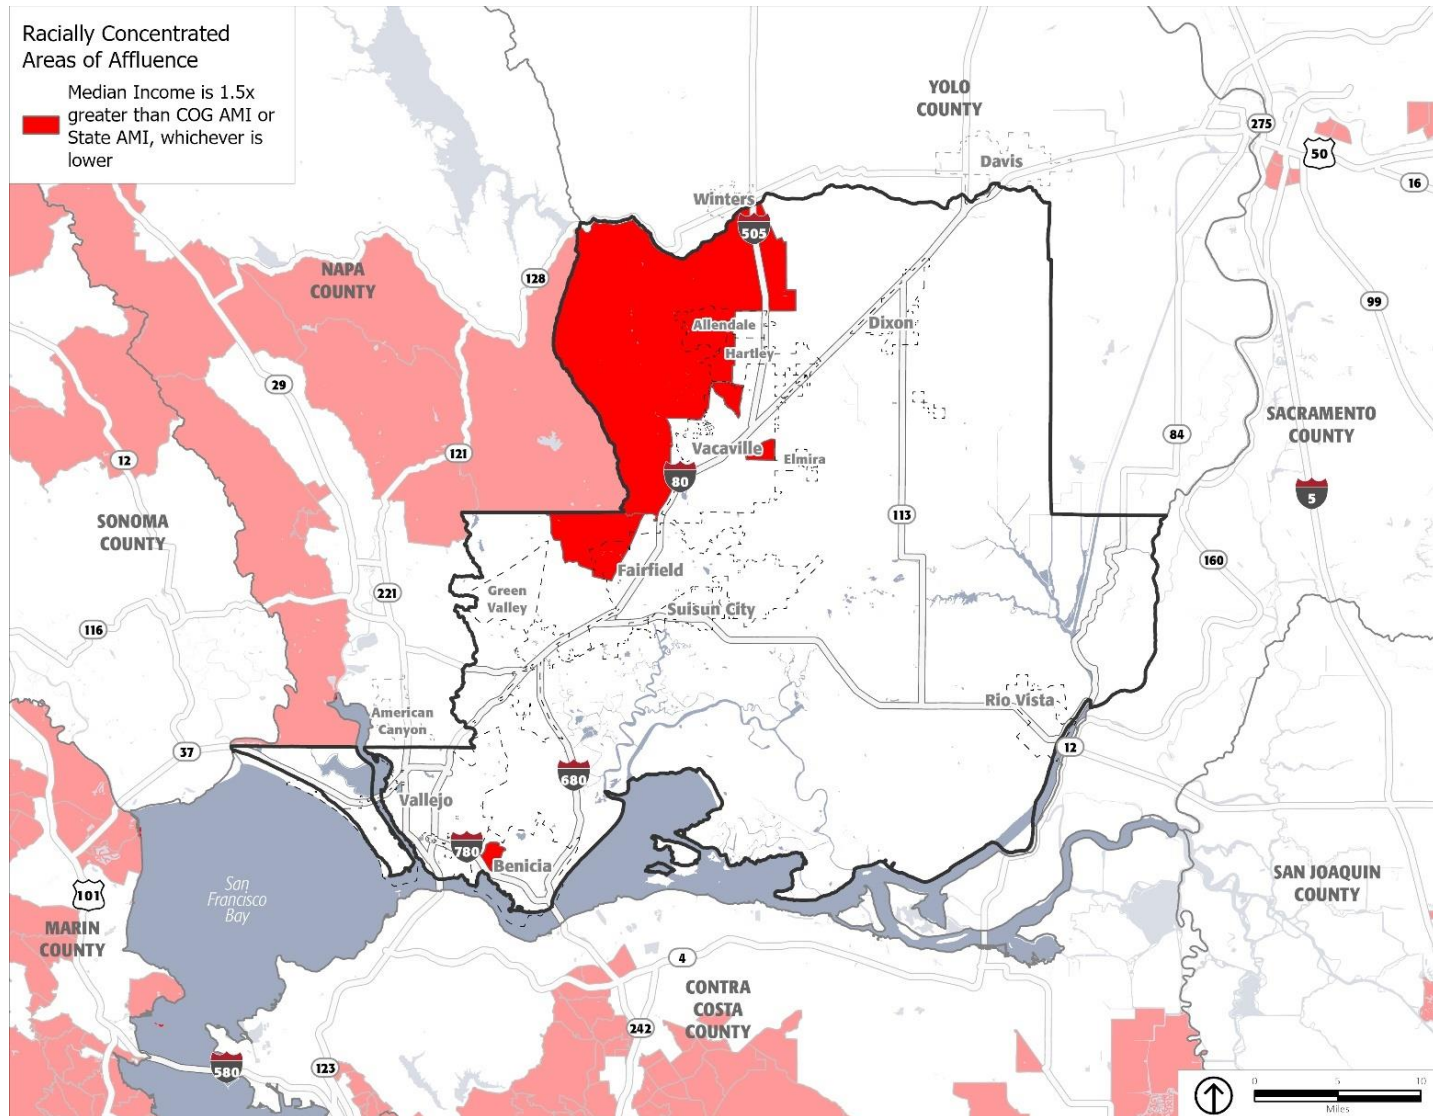 Racially Concentrated
Areas of Affluence
Median Income is 1.5x
greater than COG AMI or
State AMI, whichever is
lower
YOLO
COUNTY
275
50
Davis
16
Winters
505
NAPA
COUNTY
128
99
Allendale
Dixon
Hartley
29
SACRAMENTO
COUNTY
84
12
121
Vacaville
Elmira
80
5
113
SONOMA
COUNTY
160
Fairfield
221
Green
Valley
Suisun City
116
Rio Vista
American
Canyon
37
12
680
Vallejo
780
Benicia
San
Francisco
Bay
101
SAN JOAQUIN
COUNTY
MARIN
COUNTY
4
CONTRA
COSTA
COUNTY
242
580
123
0 5 10
Miles